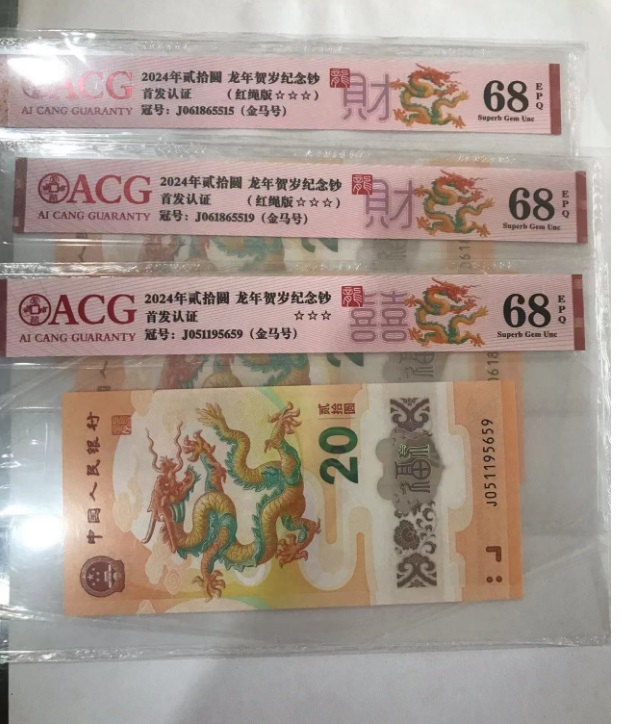 ACG
2024年贰拾圆 龙年贺岁纪念钞
首发认证 （红绳版☆☆☆）
冠号：J061865515（金马号）
AI CANG GUARANTY
龍
財
68
EPQ
Superb Gem Unc
ACG
2024年贰拾圆 龙年贺岁纪念钞
首发认证 （红绳版☆☆☆）
冠号：J061865519（金马号）
AI CANG GUARANTY
龍
財
68
EPQ
Superb Gem Unc
ACG
2024年贰拾圆 龙年贺岁纪念钞
首发认证 ☆☆☆
冠号：J051195659（金马号）
AI CANG GUARANTY
龍
囍
68
EPQ
Superb Gem Unc
中国人民银行
20
贰拾圆
福
J051195659